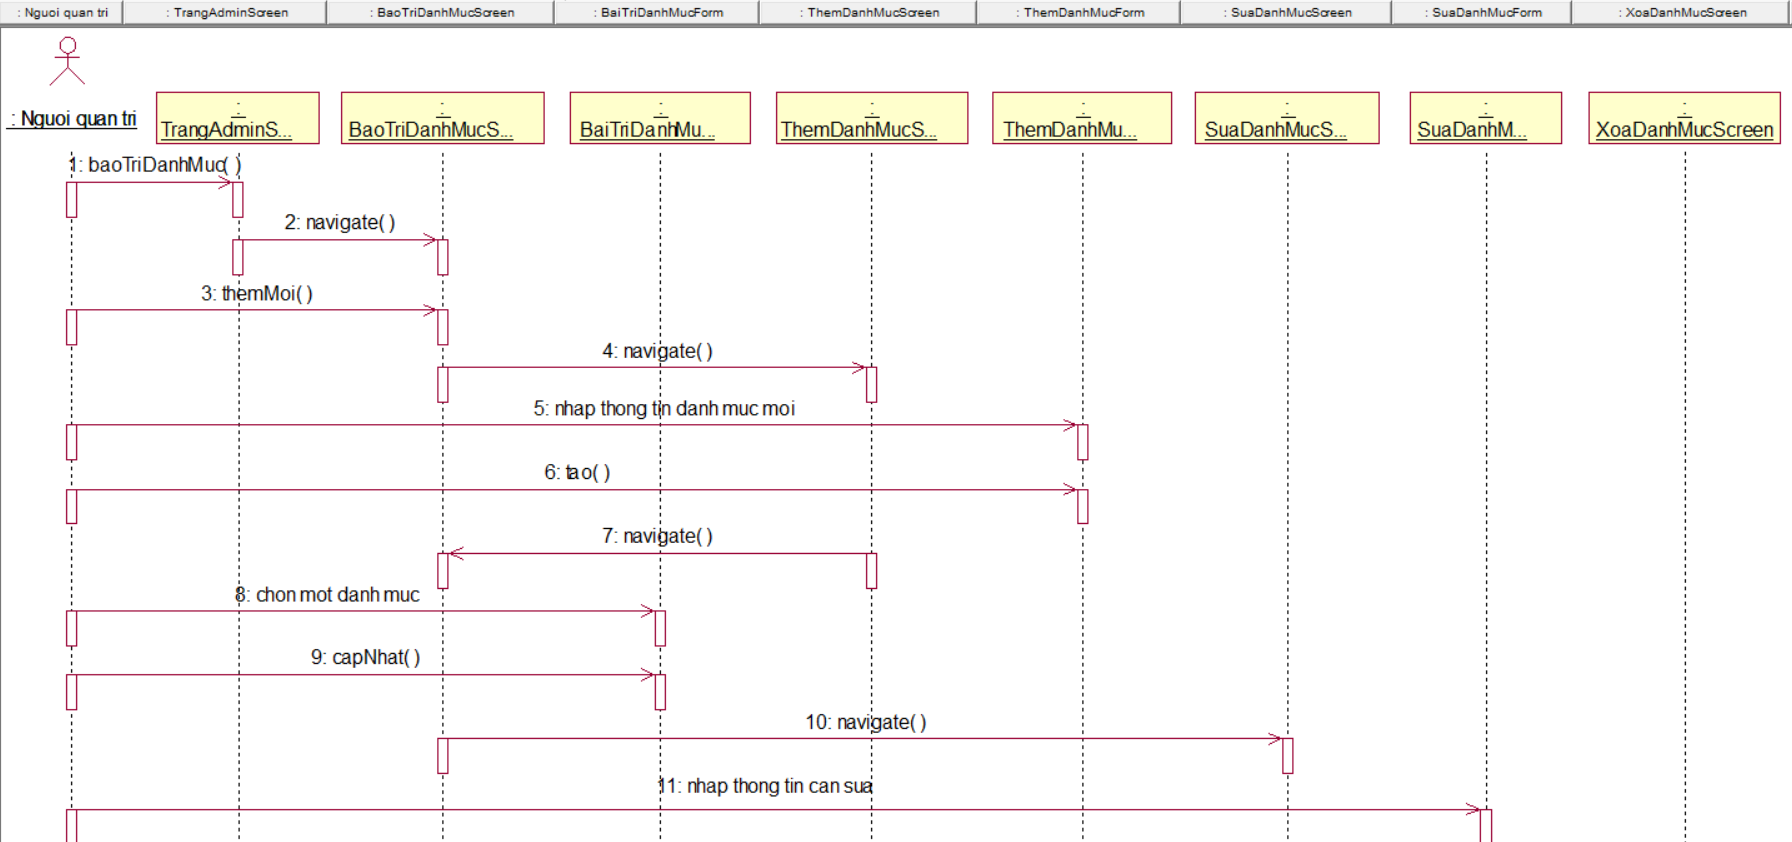 : Nguoi quan tri
: TrangAdminScreen
: BaoTriDanhMucScreen
: BaiTriDanhMucForm
: ThemDanhMucScreen
: ThemDanhMucForm
: SuaDanhMucScreen
: SuaDanhMucForm
: XoaDanhMucScreen
: Nguoi quan tri
:
TrangAdminS...
:
BaoTriDanhMucS...
:
BaiTriDanhMu...
:
ThemDanhMucS...
:
ThemDanhMu...
:
SuaDanhMucS...
:
SuaDanhM...
:
XoaDanhMucScreen
1: baoTriDanhMuc( )
2: navigate( )
3: themMoi( )
4: navigate( )
5: nhap thong tin danh muc moi
6: tao( )
7: navigate( )
8: chon mot danh muc
9: capNhat( )
10: navigate( )
11: nhap thong tin can sua